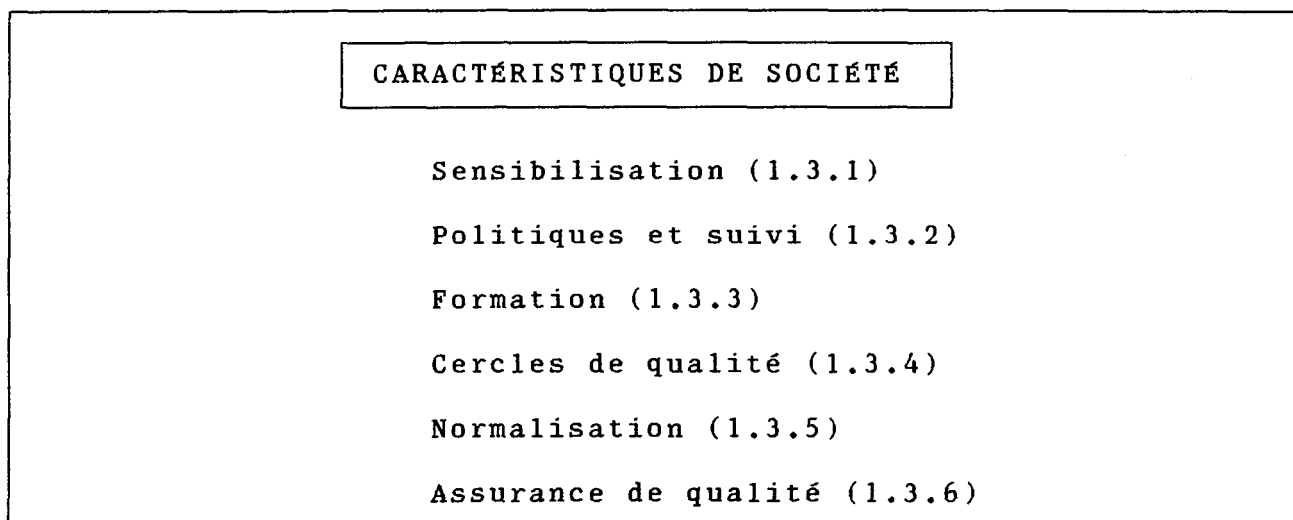 CARACTÉRISTIQUES DE SOCIÉTÉ
Sensibilisation (1.3.1)
Politiques et suivi (1.3.2)
Formation (1.3.3)
Cercles de qualité (1.3.4)
Normalisation (1.3.5)
Assurance de qualité (1.3.6)